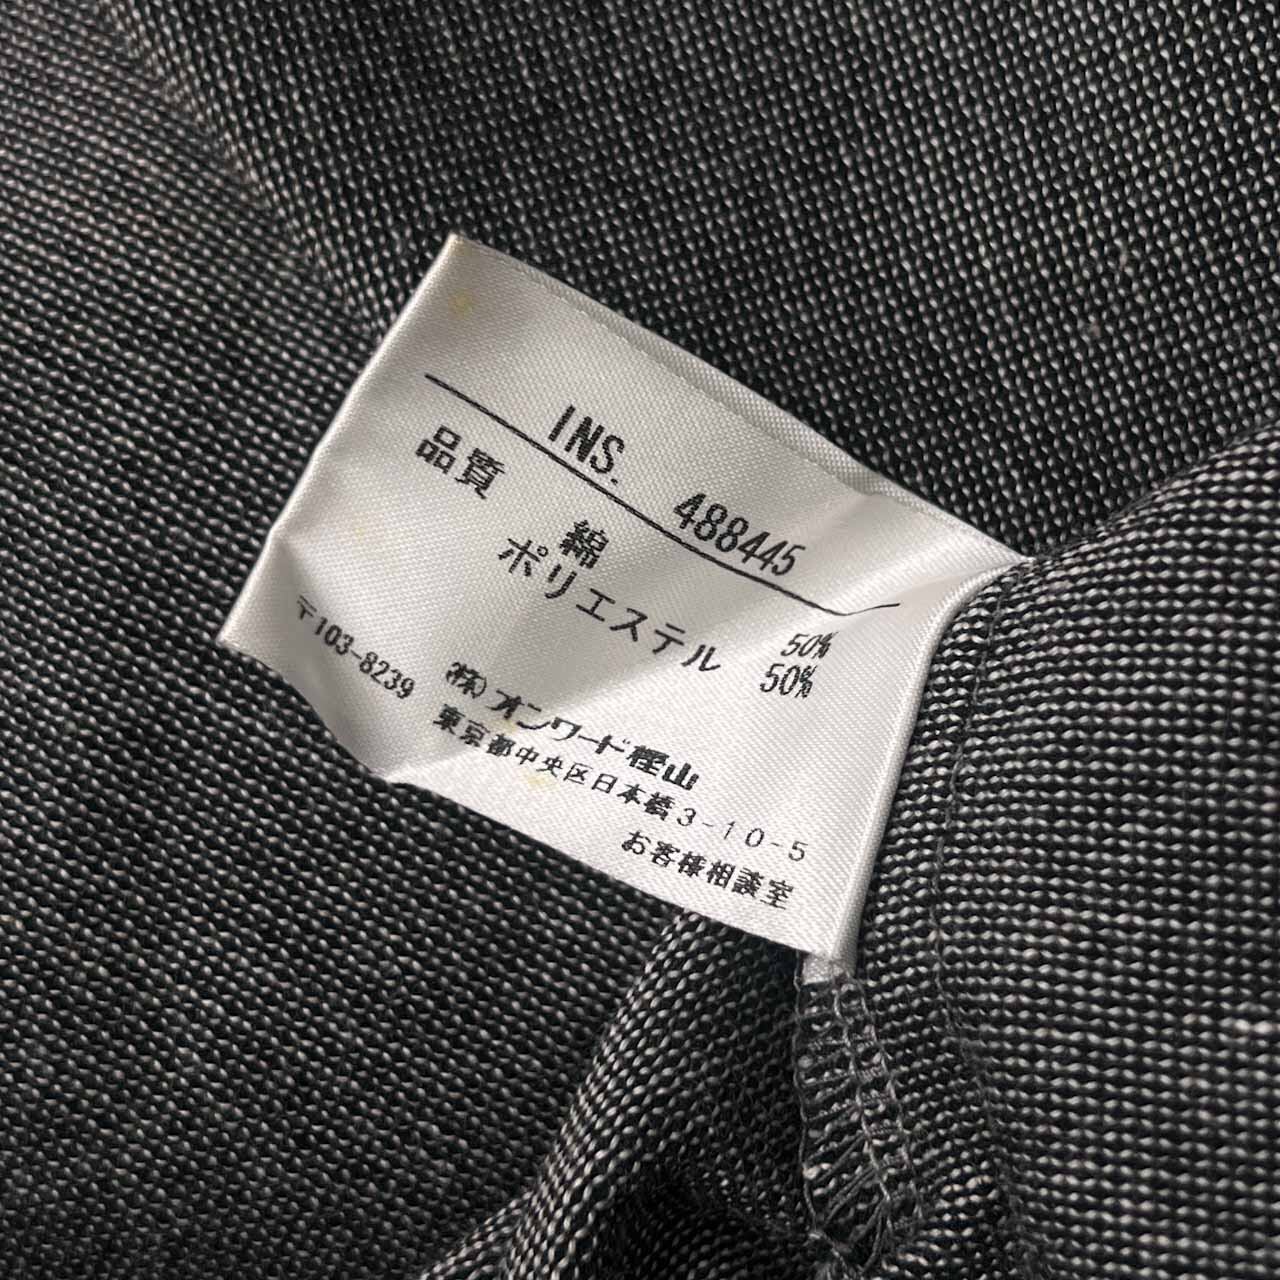 INS. 488445
品質 綿 50%
ポリエステル 50%
(株)オンワード樫山
〒103-8239 東京都中央区日本橋3-10-5
お客様相談室